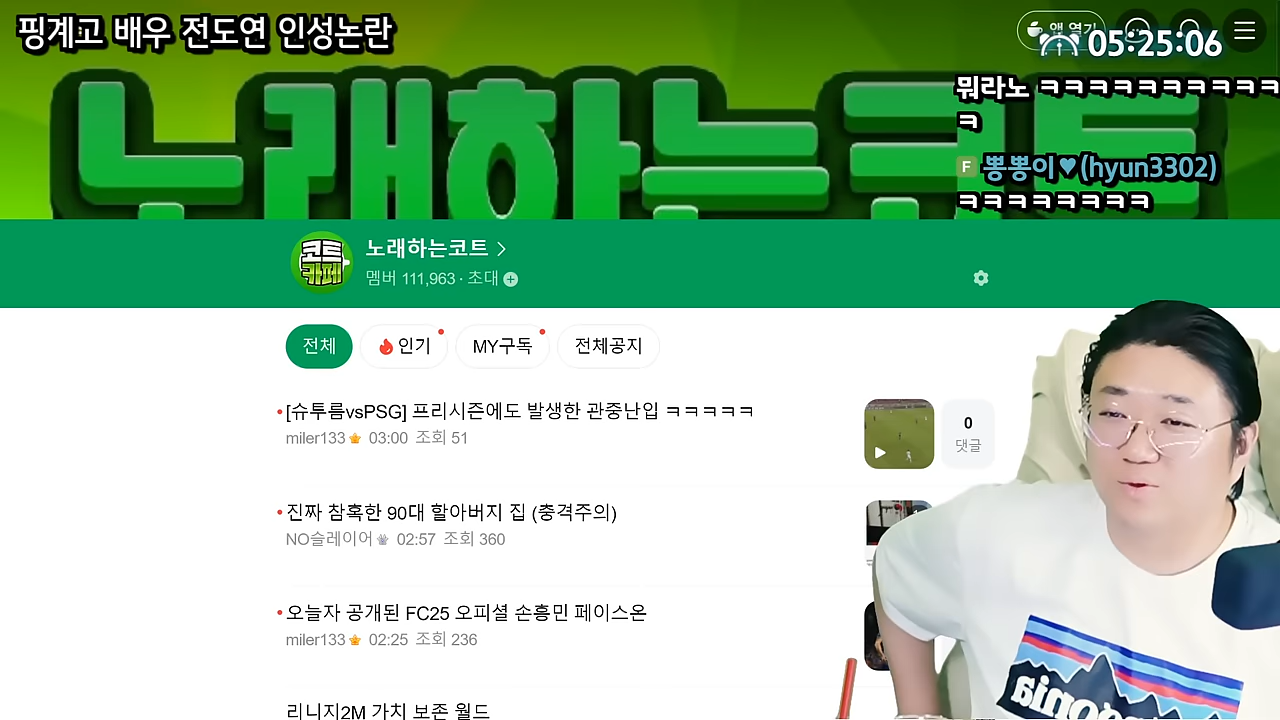 핑계고 배우 전도연 인성논란
앱 열기
05:25:06
노래하는코트
뭐라노 ㅋㅋㅋㅋㅋㅋㅋㅋㅋㅋ
ㅋ
F 뽕뽕이♥(hyun3302)
ㅋㅋㅋㅋㅋㅋㅋㅋ
코트
카페
노래하는코트
멤버 111,963 · 초대
전체
인기
MY구독
전체공지
[슈투름vsPSG] 프리시즌에도 발생한 관중난입 ㅋㅋㅋㅋㅋ
miler133 03:00 조회 51
0
댓글
진짜 참혹한 90대 할아버지 집 (충격주의)
NO슬레이어 02:57 조회 360
오늘자 공개된 FC25 오피셜 손흥민 페이스온
miler133 02:25 조회 236
리니지2M 가치 보존 월드